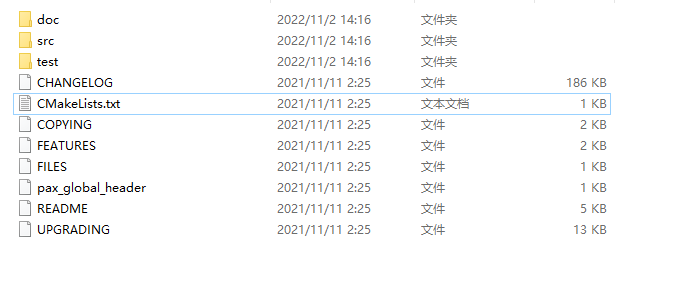 doc 2022/11/2 14:16 文件夹
src 2022/11/2 14:16 文件夹
test 2022/11/2 14:16 文件夹
CHANGELOG 2021/11/11 2:25 文件 186 KB
CMakeLists.txt 2021/11/11 2:25 文本文档 1 KB
COPYING 2021/11/11 2:25 文件 2 KB
FEATURES 2021/11/11 2:25 文件 2 KB
FILES 2021/11/11 2:25 文件 1 KB
pax_global_header 2021/11/11 2:25 文件 1 KB
README 2021/11/11 2:25 文件 5 KB
UPGRADING 2021/11/11 2:25 文件 13 KB